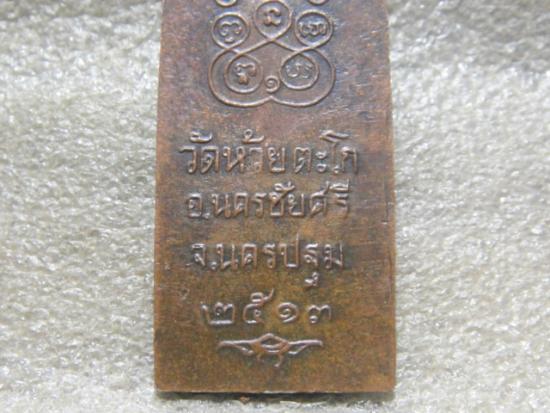 วัดห้วยตะโก
อ.นครชัยศรี
จ.นครปฐม
๒๕๑๓